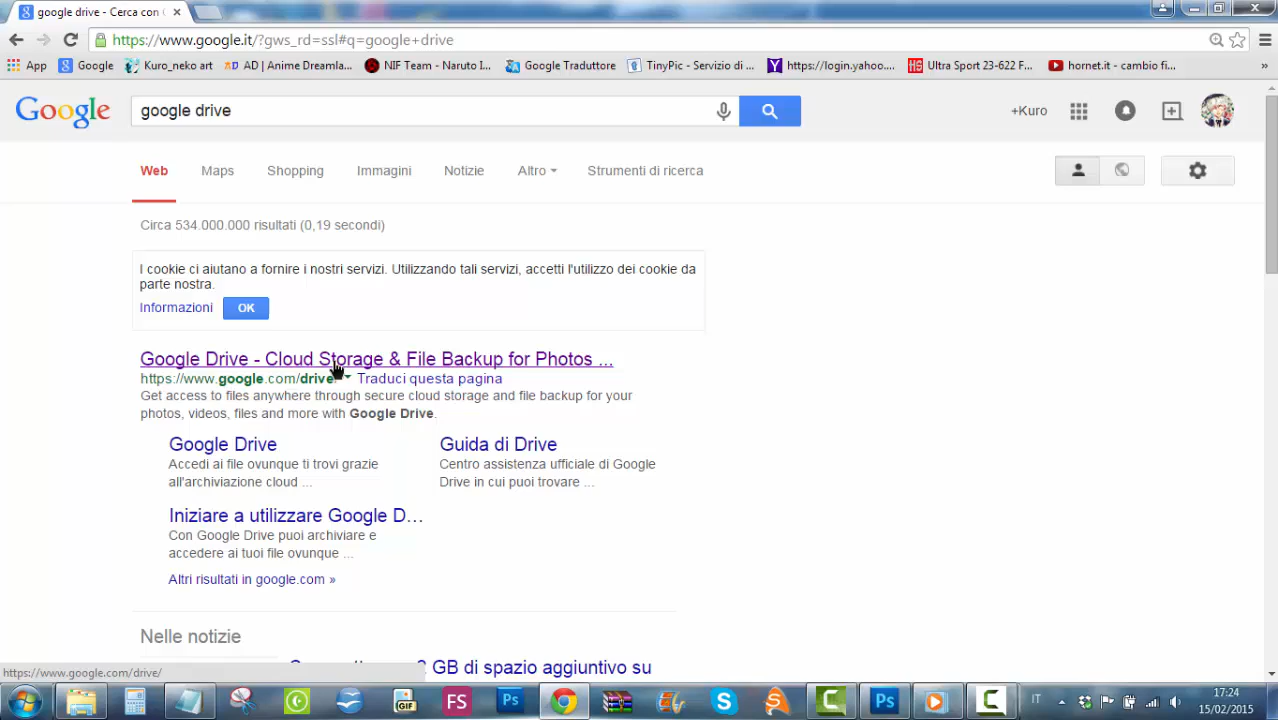 google drive - Cerca con G
https://www.google.it/?gws_rd=ssl#q=google+drive
App
Google
Kuro_neko art
AD | Anime Dreamla...
NIF Team - Naruto I...
Google Traduttore
TinyPic - Servizio di ...
https://login.yahoo....
Ultra Sport 23-622 F...
hornet.it - cambio fi...
»
Google
google drive
+Kuro
Web
Maps
Shopping
Immagini
Notizie
Altro
Strumenti di ricerca
Circa 534.000.000 risultati (0,19 secondi)
I cookie ci aiutano a fornire i nostri servizi. Utilizzando tali servizi, accetti l'utilizzo dei cookie da
parte nostra.
Informazioni
OK
Google Drive - Cloud Storage & File Backup for Photos ...
https://www.google.com/drive/ Traduci questa pagina
Get access to files anywhere through secure cloud storage and file backup for your
photos, videos, files and more with Google Drive.
Google Drive
Accedi ai file ovunque ti trovi grazie
all'archiviazione cloud ...
Guida di Drive
Centro assistenza ufficiale di Google
Drive in cui puoi trovare ...
Iniziare a utilizzare Google D...
Con Google Drive puoi archiviare e
accedere ai tuoi file ovunque ...
Altri risultati in google.com »
Nelle notizie
GB di spazio aggiuntivo su
https://www.google.com/drive/
GIF
FS
Ps
Ps
IT
17:24
15/02/2015